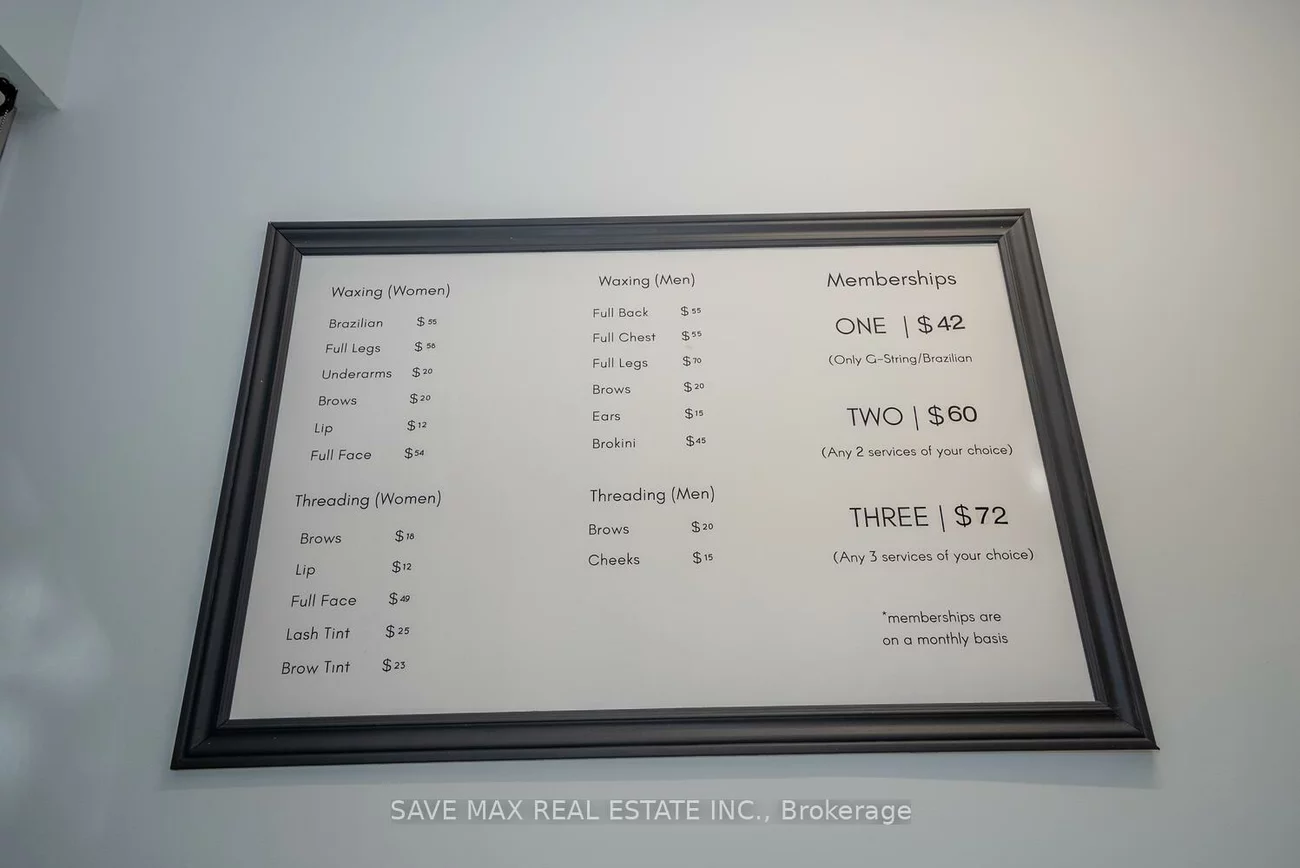 Waxing (Women)
Brazilian $55
Full Legs
Underarms $20
Brows $20
Lip $12
Full Face $54
Threading (Women)
Brows
Lip $12
Full Face $49
Lash Tint $25
Brow Tint $23
Waxing (Men)
Full Back $55
Full Chest $55
Full Legs $70
Brows $20
Ears $15
Brokini $45
Threading (Men)
Brows $20
Cheeks $15
Memberships
ONE | $42
(Only G-String/Brazilian
TWO | $60
(Any 2 services of your choice)
THREE | $72
(Any 3 services of your choice)
*memberships are
on a monthly basis
SAVE MAX REAL ESTATE INC., Brokerage